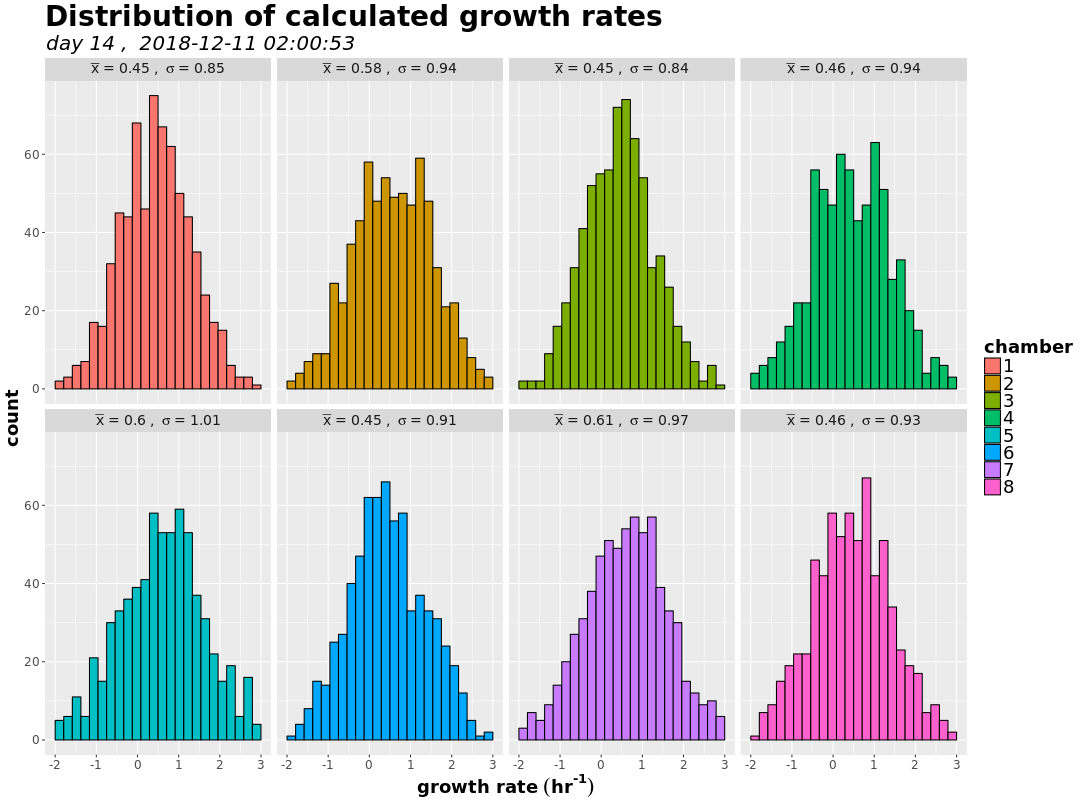 Distribution of calculated growth rates
day 14 ,  2018-12-11 02:00:53
x̅ = 0.45 ,  σ = 0.85
x̅ = 0.58 ,  σ = 0.94
x̅ = 0.45 ,  σ = 0.84
x̅ = 0.46 ,  σ = 0.94
60
40
20
0
x̅ = 0.6 ,  σ = 1.01
x̅ = 0.45 ,  σ = 0.91
x̅ = 0.61 ,  σ = 0.97
x̅ = 0.46 ,  σ = 0.93
60
40
20
0
-2 -1 0 1 2 3
-2 -1 0 1 2 3
-2 -1 0 1 2 3
-2 -1 0 1 2 3
count
growth rate (hr⁻¹)
chamber
1
2
3
4
5
6
7
8